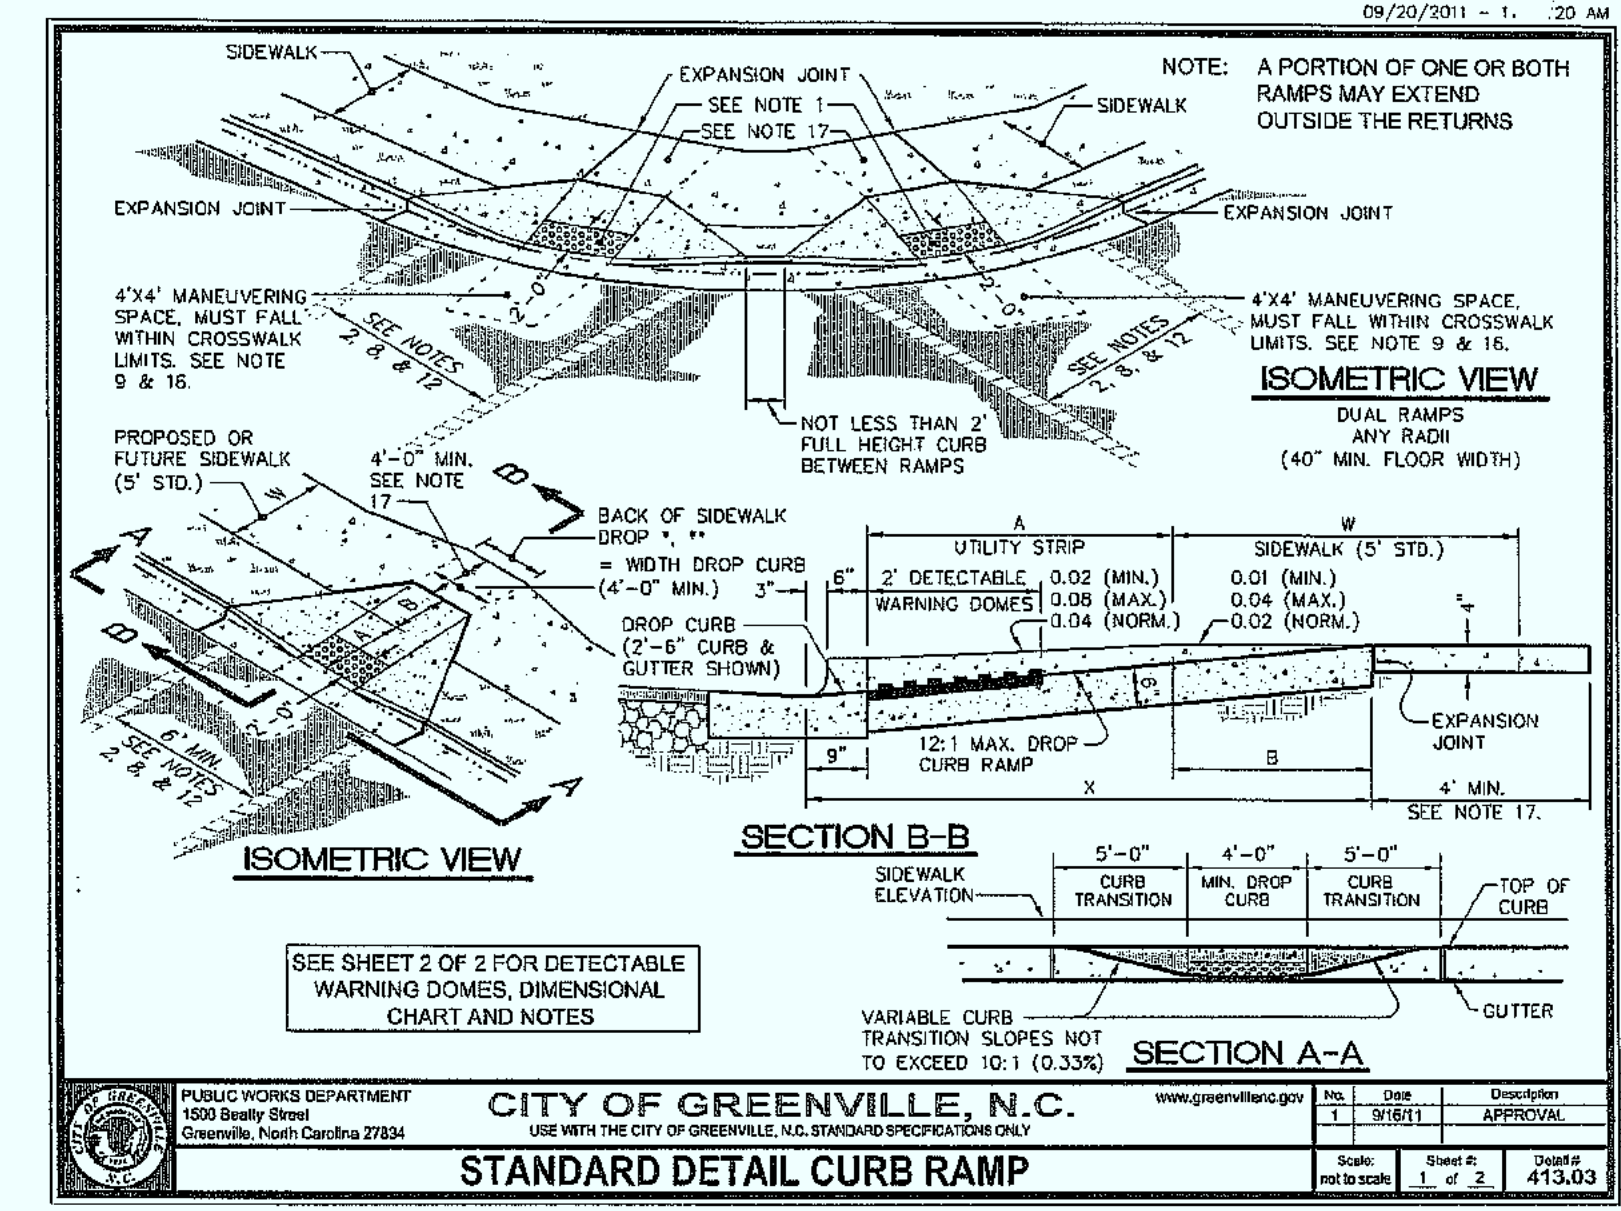 09/20/2011 - 1. :20 AM
SIDEWALK
EXPANSION JOINT
SEE NOTE 1
SEE NOTE 17
SIDEWALK
NOTE: A PORTION OF ONE OR BOTH
RAMPS MAY EXTEND
OUTSIDE THE RETURNS
EXPANSION JOINT
EXPANSION JOINT
2'-0"
2'-0"
4'X4' MANEUVERING
SPACE, MUST FALL
WITHIN CROSSWALK
LIMITS. SEE NOTE
9 & 16.
SEE NOTES
2, 8, & 12
SEE NOTES
2, 8, & 12
4'X4' MANEUVERING SPACE,
MUST FALL WITHIN CROSSWALK
LIMITS. SEE NOTE 9 & 16.
ISOMETRIC VIEW
DUAL RAMPS
ANY RADII
(40" MIN. FLOOR WIDTH)
NOT LESS THAN 2'
FULL HEIGHT CURB
BETWEEN RAMPS
PROPOSED OR
FUTURE SIDEWALK
(5' STD.)
W
4'-0" MIN.
SEE NOTE
17
B
A
BACK OF SIDEWALK
DROP *, **
= WIDTH DROP CURB
(4'-0" MIN.)
B
A
B
2'-0"
6' MIN.
SEE NOTES
2, 8, & 12
A
ISOMETRIC VIEW
A
UTILITY STRIP
W
SIDEWALK (5' STD.)
3"
6"
2' DETECTABLE
WARNING DOMES
0.02 (MIN.)
0.08 (MAX.)
0.04 (NORM.)
0.01 (MIN.)
0.04 (MAX.)
0.02 (NORM.)
4"
DROP CURB
(2'-6" CURB &
GUTTER SHOWN)
6"
12:1 MAX. DROP
CURB RAMP
EXPANSION
JOINT
9"
B
X
4' MIN.
SEE NOTE 17.
SECTION B-B
SIDEWALK
ELEVATION
5'-0"
CURB
TRANSITION
4'-0"
MIN. DROP
CURB
5'-0"
CURB
TRANSITION
TOP OF
CURB
GUTTER
VARIABLE CURB
TRANSITION SLOPES NOT
TO EXCEED 10:1 (0.33%)
SECTION A-A
SEE SHEET 2 OF 2 FOR DETECTABLE
WARNING DOMES, DIMENSIONAL
CHART AND NOTES
CITY OF GREENVILLE
N.C.
PUBLIC WORKS DEPARTMENT
1500 Beatty Street
Greenville, North Carolina 27834
CITY OF GREENVILLE, N.C.
USE WITH THE CITY OF GREENVILLE, N.C. STANDARD SPECIFICATIONS ONLY
www.greenvillenc.gov
STANDARD DETAIL CURB RAMP
No. Date Description
1 9/16/11 APPROVAL
Scale:
not to scale
Sheet #:
1 of 2
Detail #
413.03